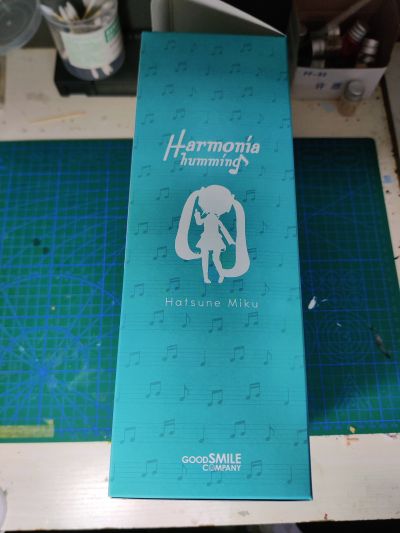 Harmonia
humming
Hatsune Miku
GOOD SMILE
COMPANY